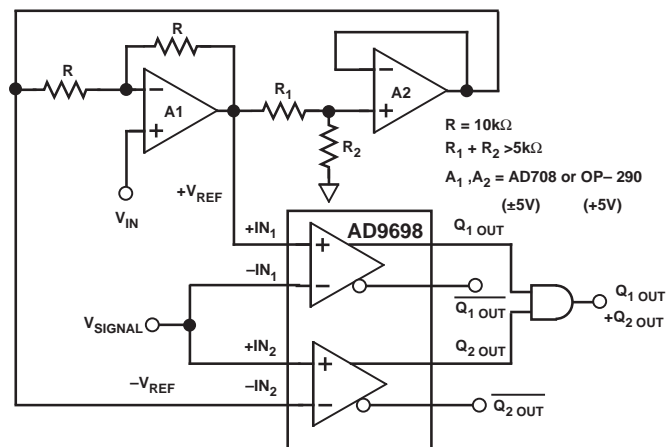 R
R
A1
−
+
VIN
+VREF
R1
R2
A2
−
+
R = 10kΩ
R1 + R2 >5kΩ
A1 ,A2 = AD708 or OP– 290
(±5V) (+5V)
AD9698
+IN1
–IN1
+
−
Q1 OUT
Q1 OUT
VSIGNAL
+IN2
–IN2
+
−
Q2 OUT
Q2 OUT
–VREF
Q1 OUT
+Q2 OUT